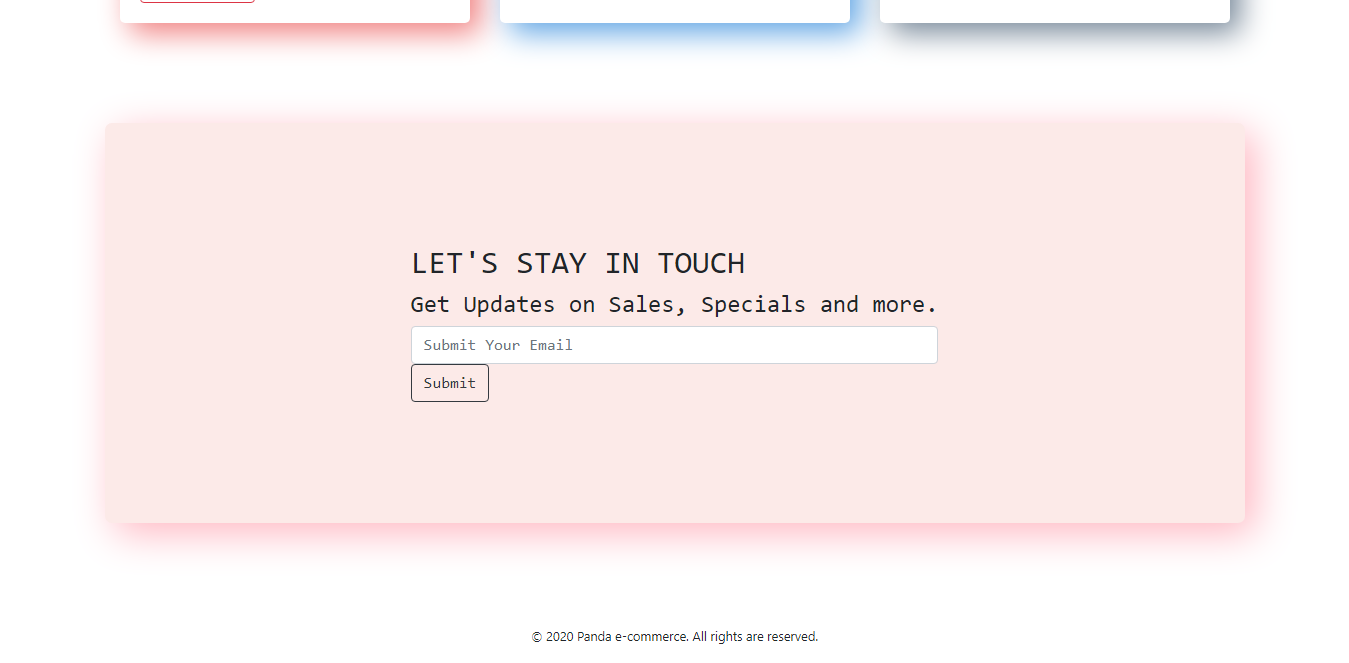 LET'S STAY IN TOUCH
Get Updates on Sales, Specials and more.
Submit Your Email
Submit
© 2020 Panda e-commerce. All rights are reserved.